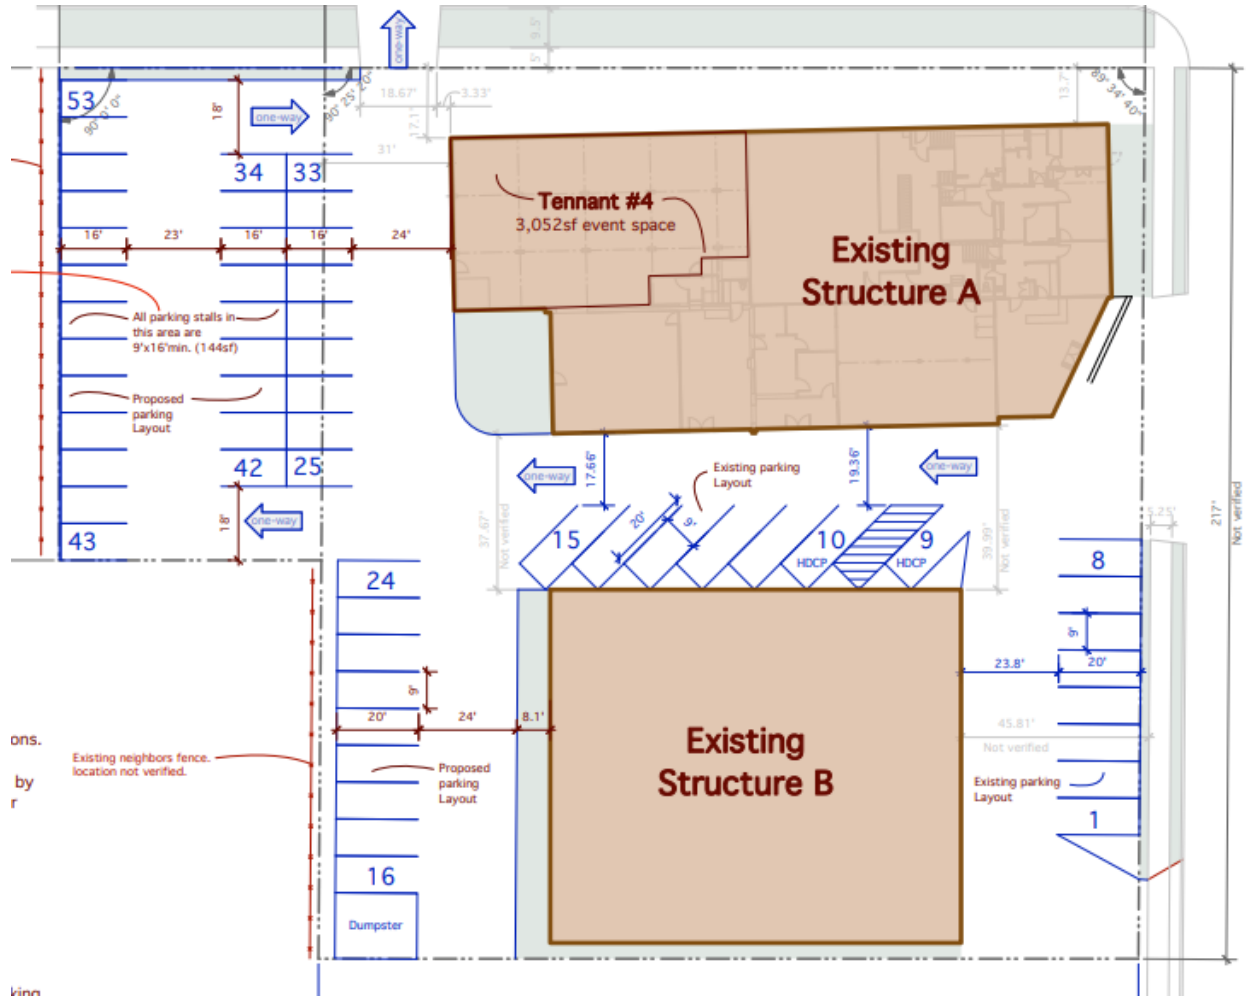 one-way
9.5'
5'
53
90° 0' 0"
18'
one-way
90° 25' 20"
18.67'
3.33'
17.1'
13.7'
89° 34' 40"
31'
34
33
Tennant #4
3,052sf event space
16'
23'
16'
16'
24'
Existing
Structure A
All parking stalls in
this area are
9'x16'min. (144sf)
Proposed
parking
Layout
42
25
one-way
17.66'
Existing parking
Layout
19.36'
one-way
217'
Not verified
18'
one-way
43
37.67'
Not verified
15
20'
9'
10
HDCP
9
HDCP
39.99'
Not verified
5.25'
8
24
9'
23.8'
20'
9'
20'
24'
8.1'
45.81'
Not verified
ons.
Existing neighbors fence.
location not verified.
Existing
Structure B
Proposed
parking
Layout
by
r
Existing parking
Layout
1
16
Dumpster
king